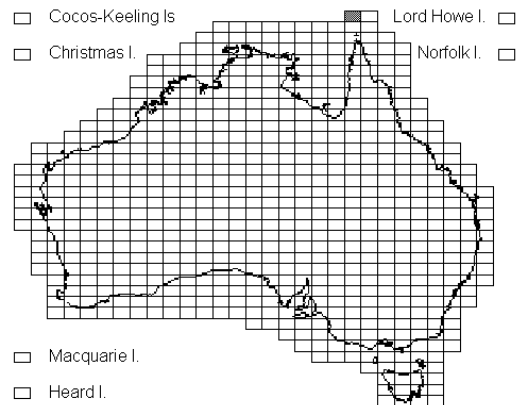 Cocos-Keeling Is
Lord Howe I.
Christmas I.
Norfolk I.
Macquarie I.
Heard I.